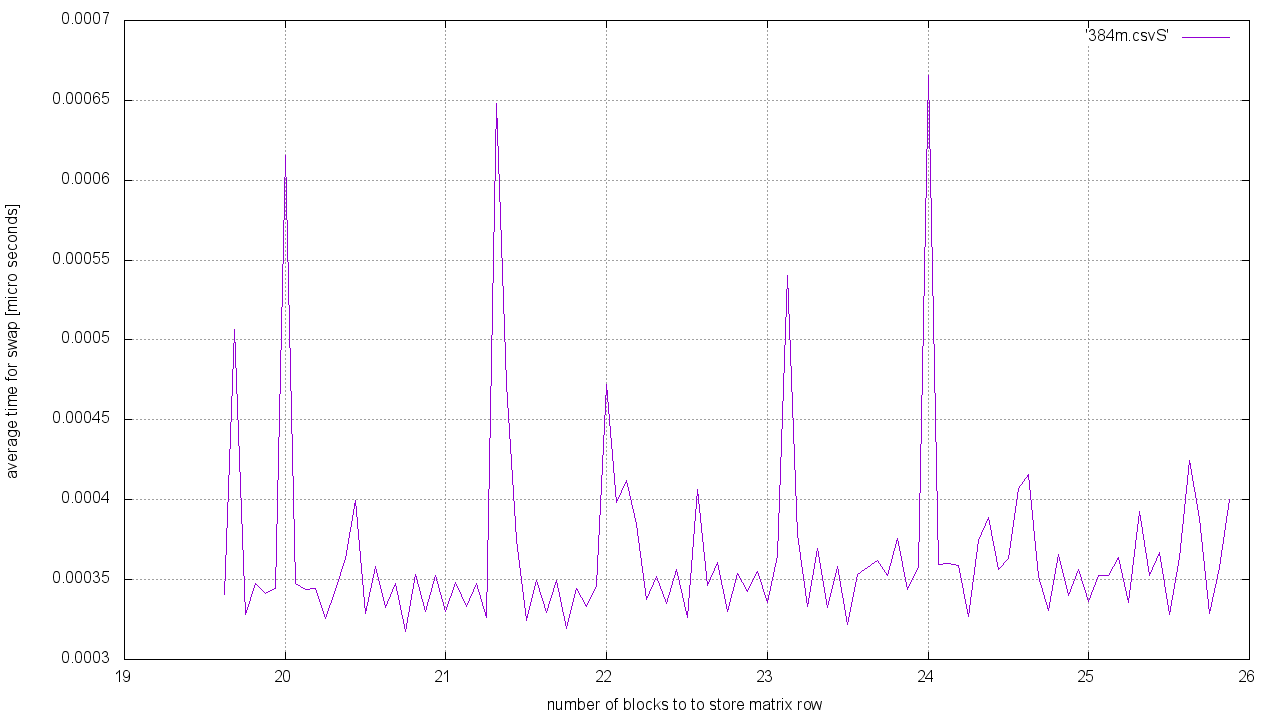 0.0007
0.00065
0.0006
0.00055
0.0005
0.00045
0.0004
0.00035
0.0003
19 20 21 22 23 24 25 26
average time for swap [micro seconds]
number of blocks to to store matrix row
'384m.csvS'